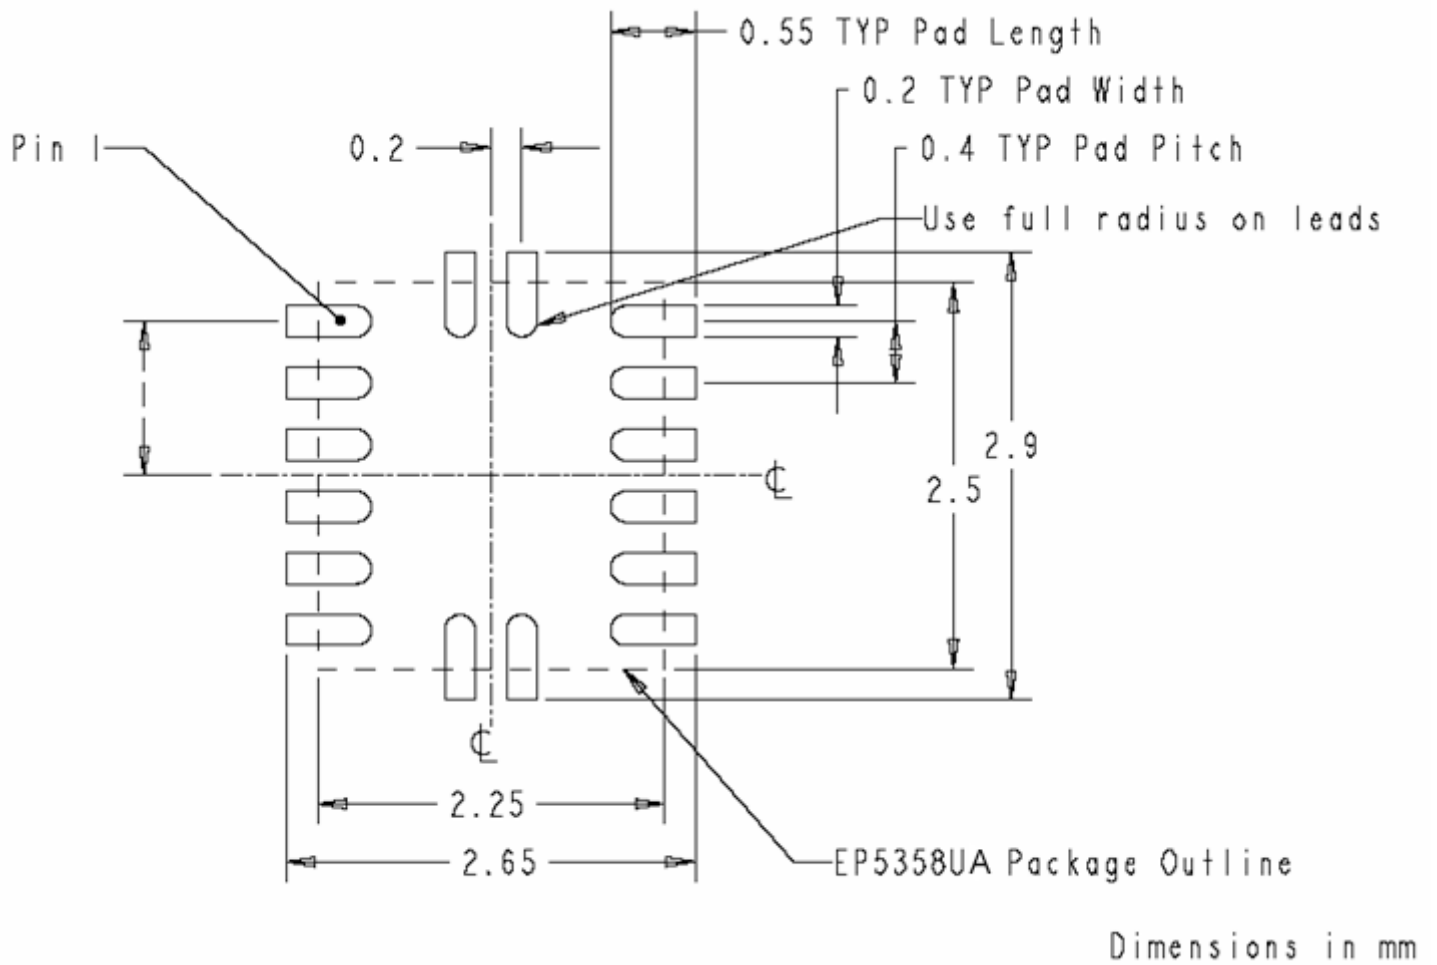 0.55 TYP Pad Length
0.2 TYP Pad Width
Pin 1
0.2
0.4 TYP Pad Pitch
Use full radius on leads
2.9
2.5
℄
℄
2.25
2.65
EP5358UA Package Outline
Dimensions in mm